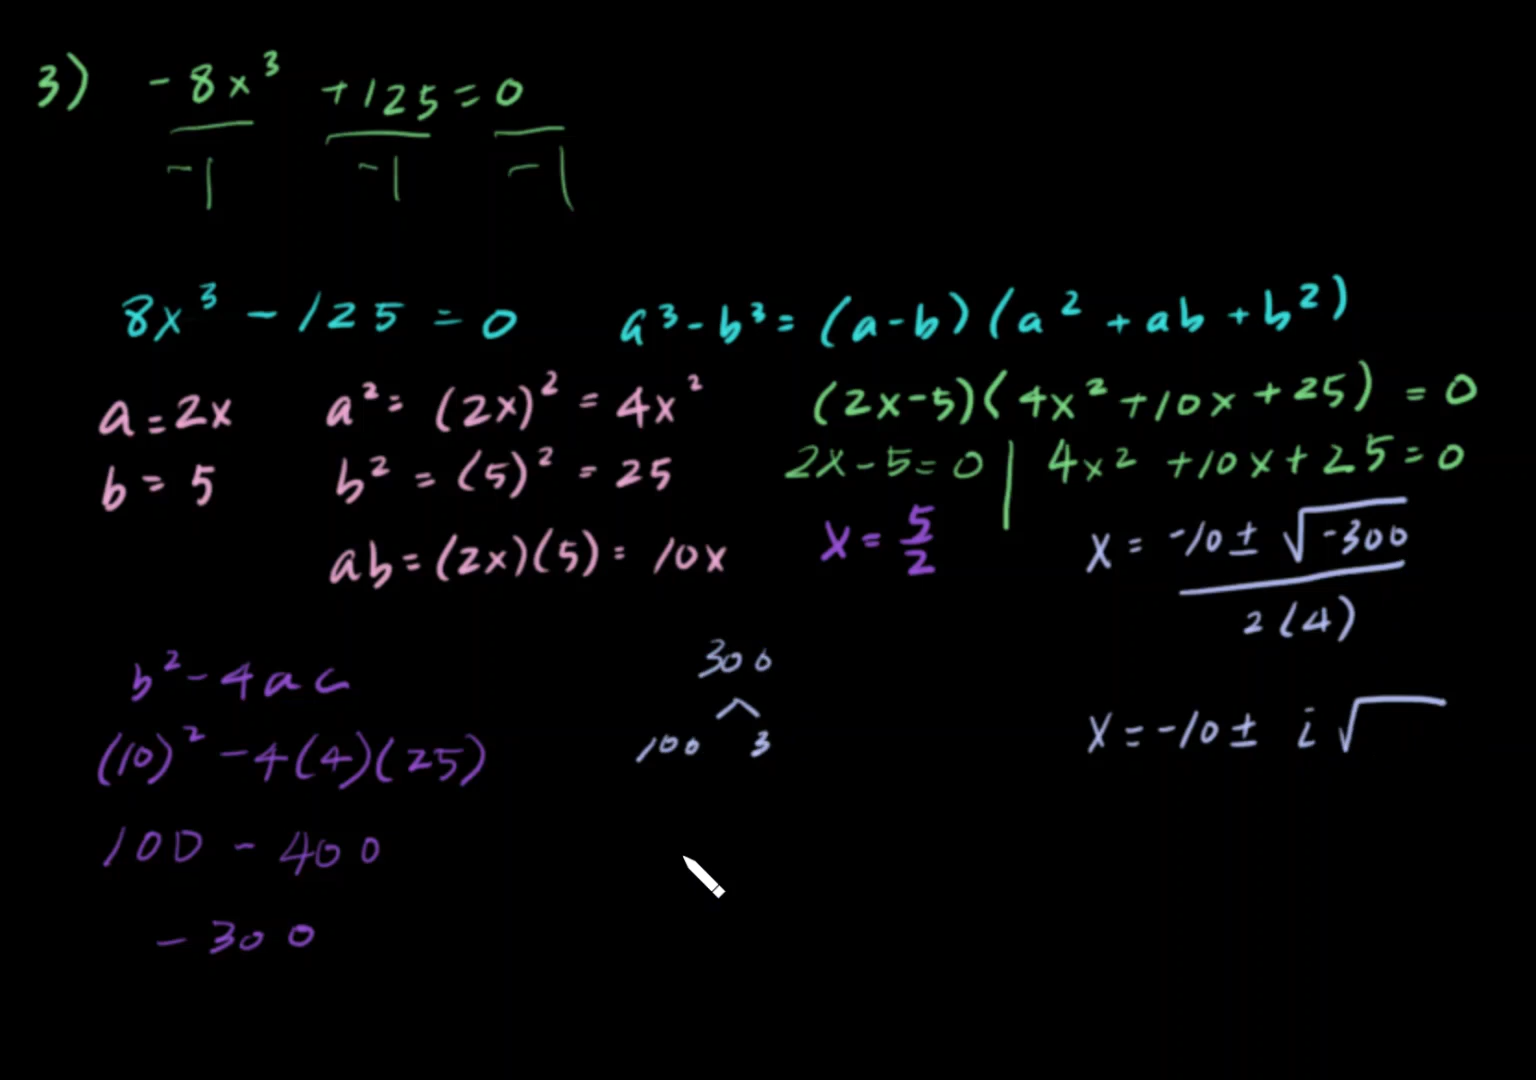 3) -8x³ +125 = 0
-1 -1 -1
8x³ - 125 = 0
a³ - b³ = (a-b)(a² + ab + b²)
a = 2x
b = 5
a² = (2x)² = 4x²
b² = (5)² = 25
ab = (2x)(5) = 10x
(2x-5)(4x² +10x +25) = 0
2x - 5 = 0 | 4x² +10x + 25 = 0
x = 5/2
x = -10 ± √-300
2(4)
b² - 4ac
(10)² - 4(4)(25)
100 - 400
- 300
300
100 3
x = -10 ± i √